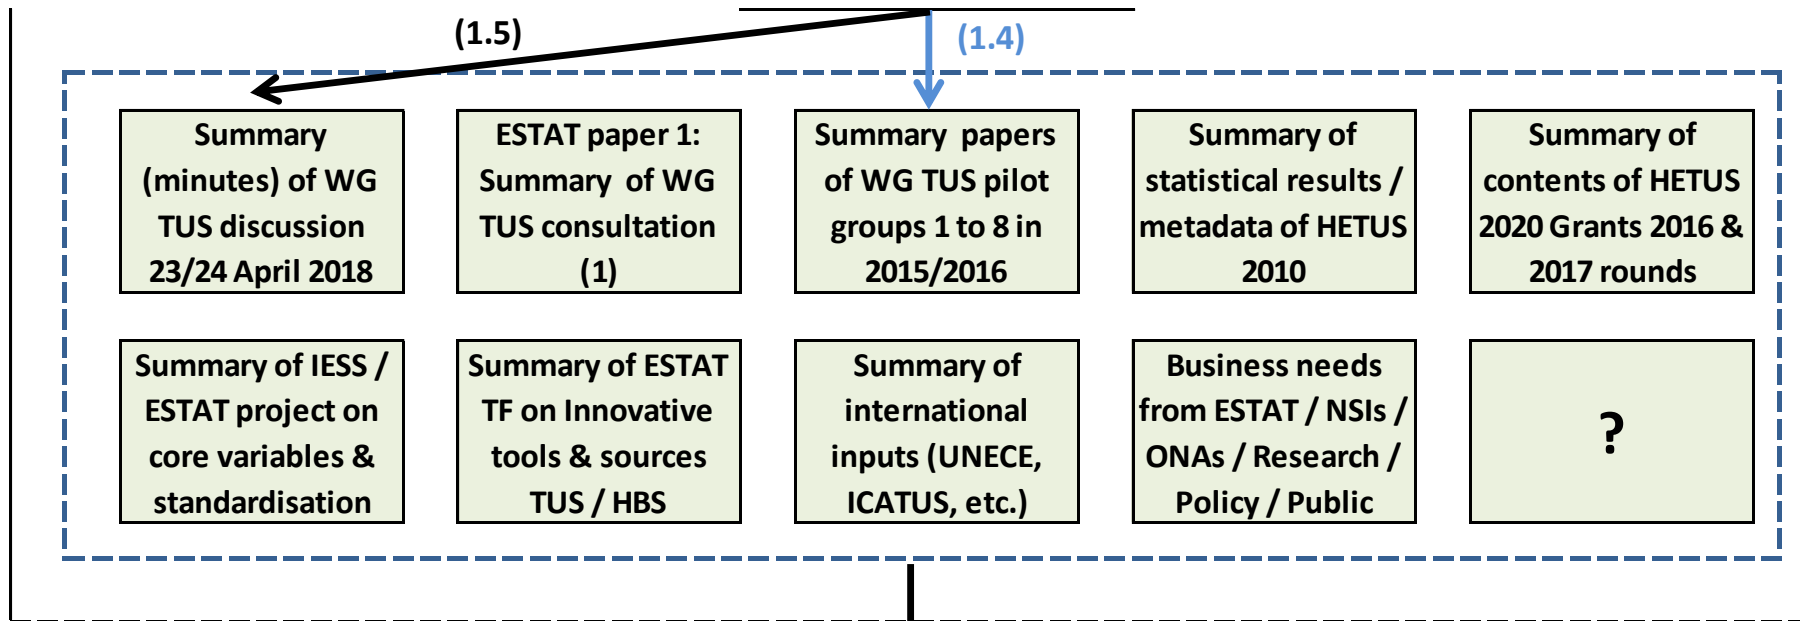 (1.5)
(1.4)
Summary
(minutes) of WG
TUS discussion
23/24 April 2018
ESTAT paper 1:
Summary of WG
TUS consultation
(1)
Summary papers
of WG TUS pilot
groups 1 to 8 in
2015/2016
Summary of
statistical results /
metadata of HETUS
2010
Summary of
contents of HETUS
2020 Grants 2016 &
2017 rounds
Summary of IESS /
ESTAT project on
core variables &
standardisation
Summary of ESTAT
TF on Innovative
tools & sources
TUS / HBS
Summary of
international
inputs (UNECE,
ICATUS, etc.)
Business needs
from ESTAT / NSIs /
ONAs / Research /
Policy / Public
?